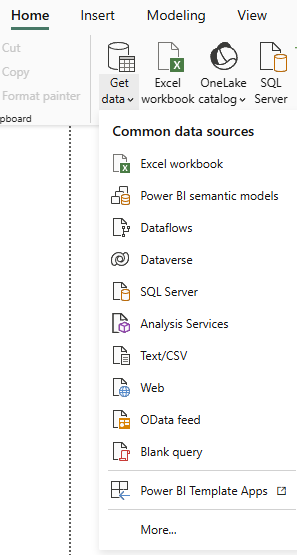 Home Insert Modeling View
Cut
Copy
Format painter
Get data Excel workbook OneLake catalog SQL Server
pboard
Common data sources
Excel workbook
Power BI semantic models
Dataflows
Dataverse
SQL Server
Analysis Services
Text/CSV
Web
OData feed
Blank query
Power BI Template Apps
More...